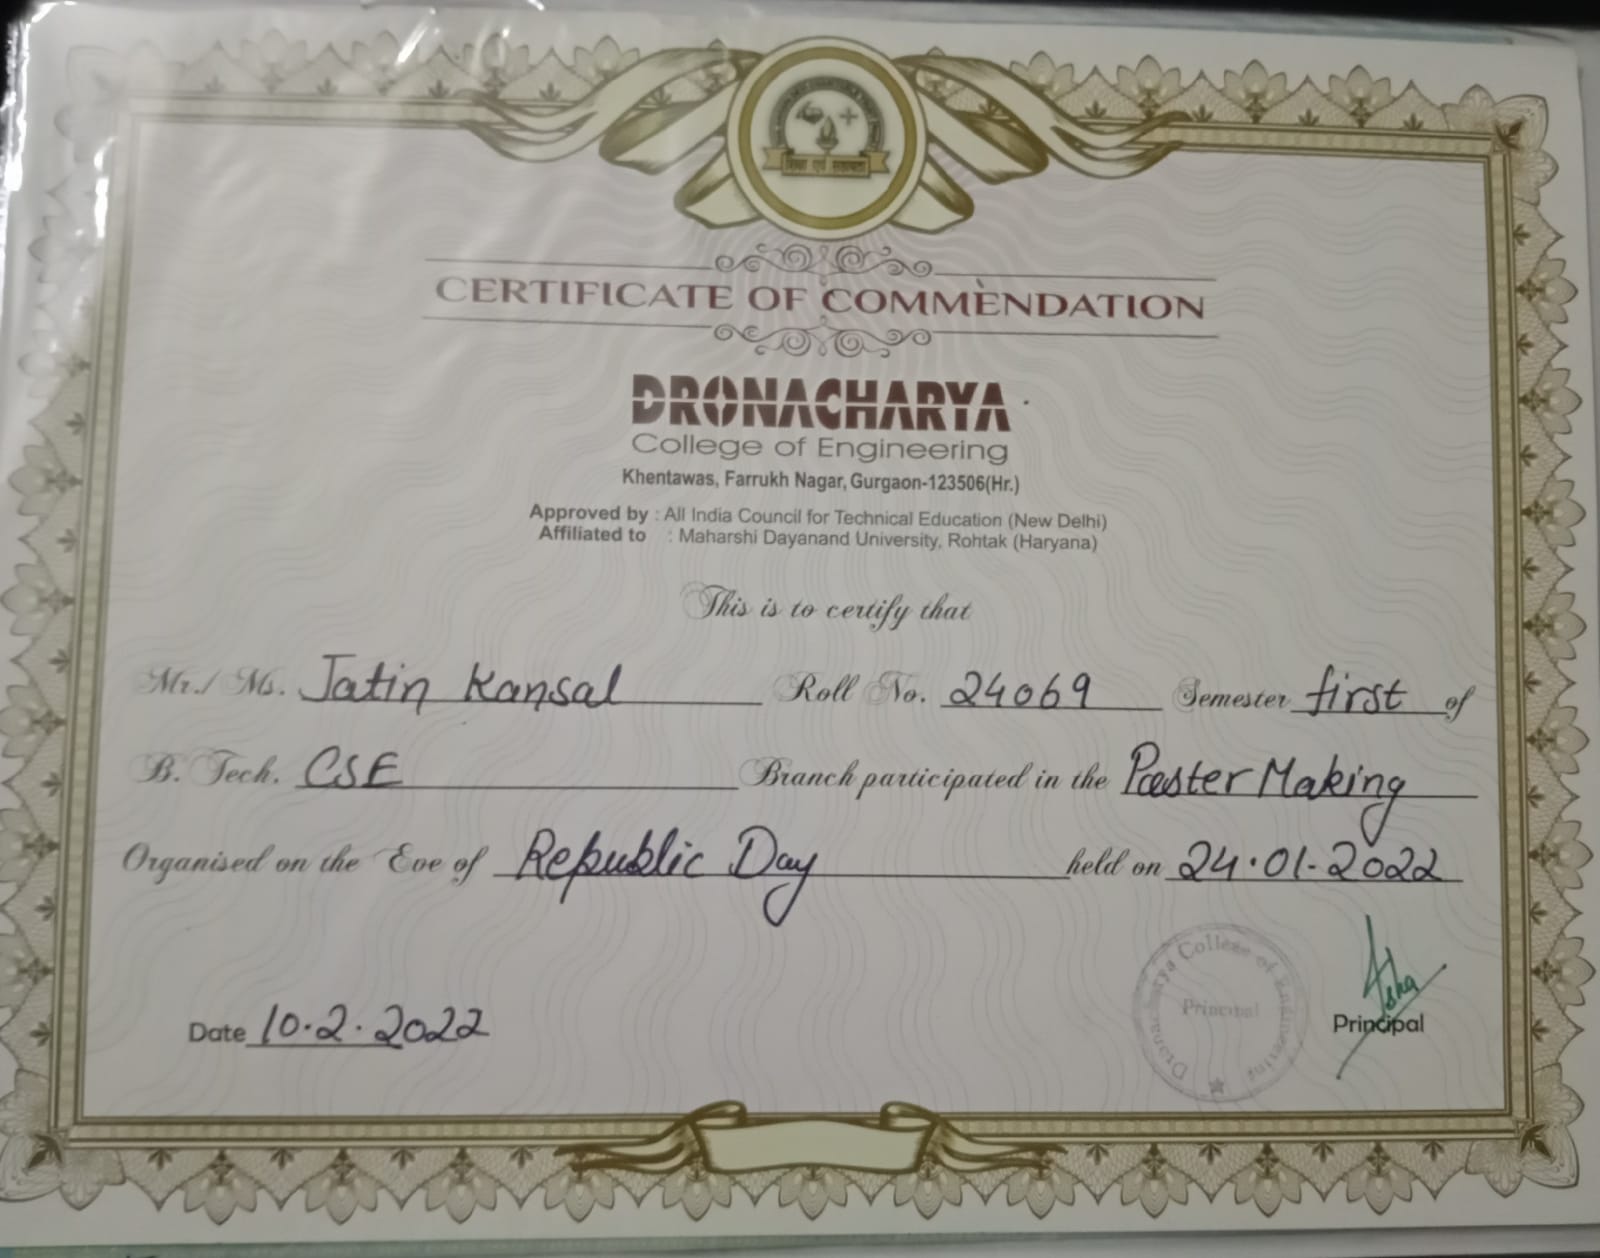 शिक्षा एवं
CERTIFICATE OF COMMENDATION
DRONACHARYA
College of Engineering
Khentawas, Farrukh Nagar, Gurgaon-123506(Hr.)
Approved by : All India Council for Technical Education (New Delhi)
Affiliated to : Maharshi Dayanand University, Rohtak (Haryana)
This is to certify that
Mr./ Ms. Jatin Kansal Roll No. 24069 Semester first of
B. Tech. CSE Branch participated in the Poster Making
Organised on the Eve of Republic Day held on 24.01.2022
Dronacharya College of Engineering
Principal
Date 10.2.2022
Principal